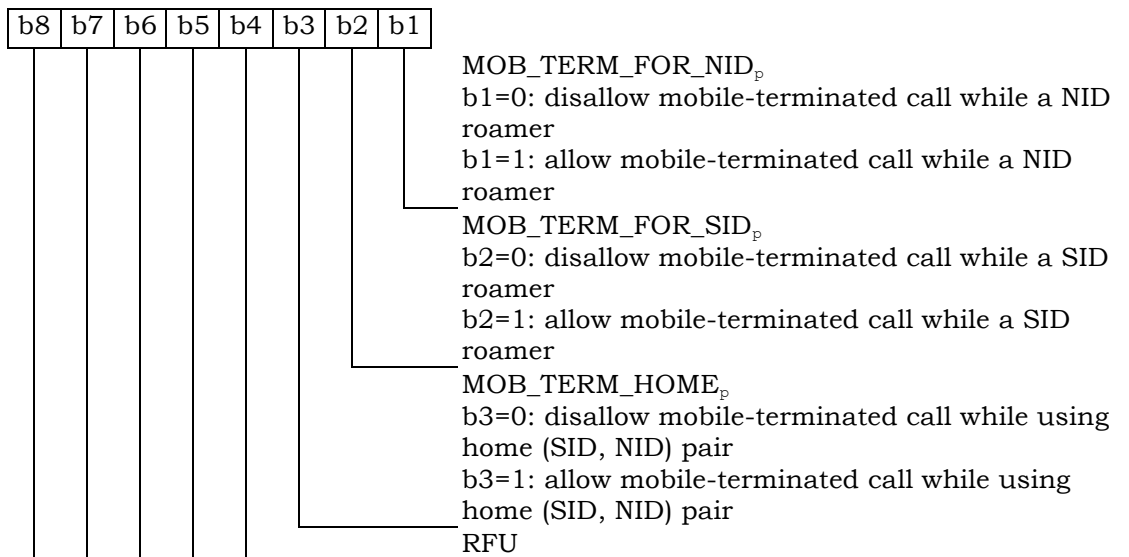 b8 b7 b6 b5 b4 b3 b2 b1
MOB_TERM_FOR_NIDp
b1=0: disallow mobile-terminated call while a NID
roamer
b1=1: allow mobile-terminated call while a NID
roamer
MOB_TERM_FOR_SIDp
b2=0: disallow mobile-terminated call while a SID
roamer
b2=1: allow mobile-terminated call while a SID
roamer
MOB_TERM_HOMEp
b3=0: disallow mobile-terminated call while using
home (SID, NID) pair
b3=1: allow mobile-terminated call while using
home (SID, NID) pair
RFU